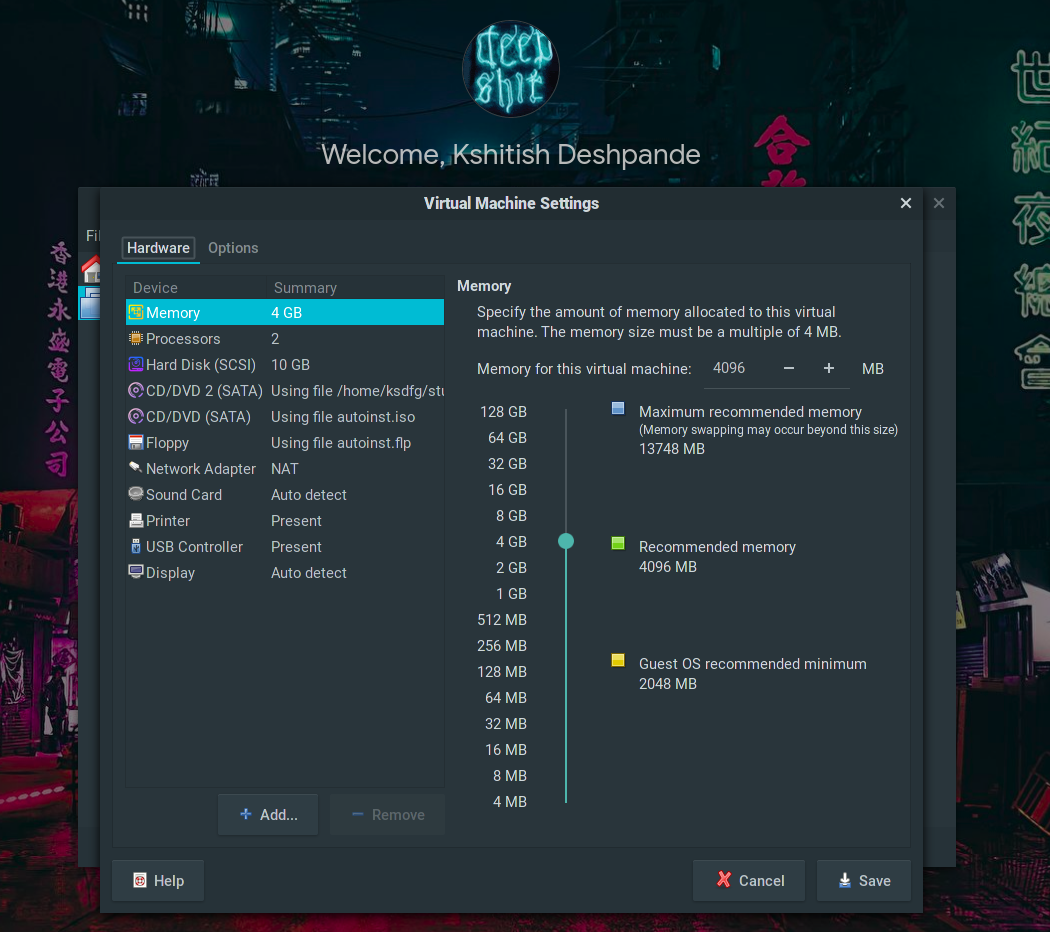 deep
shit
Welcome, Kshitish Deshpande
Virtual Machine Settings
Fil
Hardware
Options
Device Summary
Memory 4 GB
Processors 2
Hard Disk (SCSI) 10 GB
CD/DVD 2 (SATA) Using file /home/ksdfg/stu
CD/DVD (SATA) Using file autoinst.iso
Floppy Using file autoinst.flp
Network Adapter NAT
Sound Card Auto detect
Printer Present
USB Controller Present
Display Auto detect
Add...
Remove
Memory
Specify the amount of memory allocated to this virtual
machine. The memory size must be a multiple of 4 MB.
Memory for this virtual machine: 4096 − + MB
128 GB
64 GB
32 GB
16 GB
8 GB
4 GB
2 GB
1 GB
512 MB
256 MB
128 MB
64 MB
32 MB
16 MB
8 MB
4 MB
Maximum recommended memory
(Memory swapping may occur beyond this size)
13748 MB
Recommended memory
4096 MB
Guest OS recommended minimum
2048 MB
Help
Cancel
Save
香港永遠電子公司
合
世紀夜總會